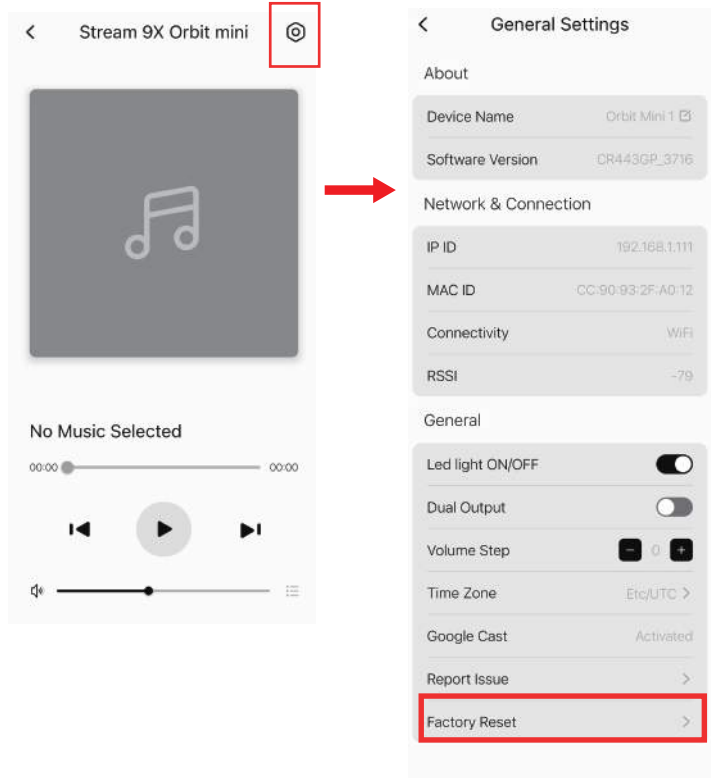 Stream 9X Orbit mini
No Music Selected
00:00 00:00
General Settings
About
Device Name Orbit Mini 1
Software Version CR443GP_3716
Network & Connection
IP ID 192.168.1.111
MAC ID CC:90:93:2F:A0:12
Connectivity WiFi
RSSI -79
General
Led light ON/OFF
Dual Output
Volume Step - 0 +
Time Zone Etc/UTC >
Google Cast Activated
Report Issue >
Factory Reset >